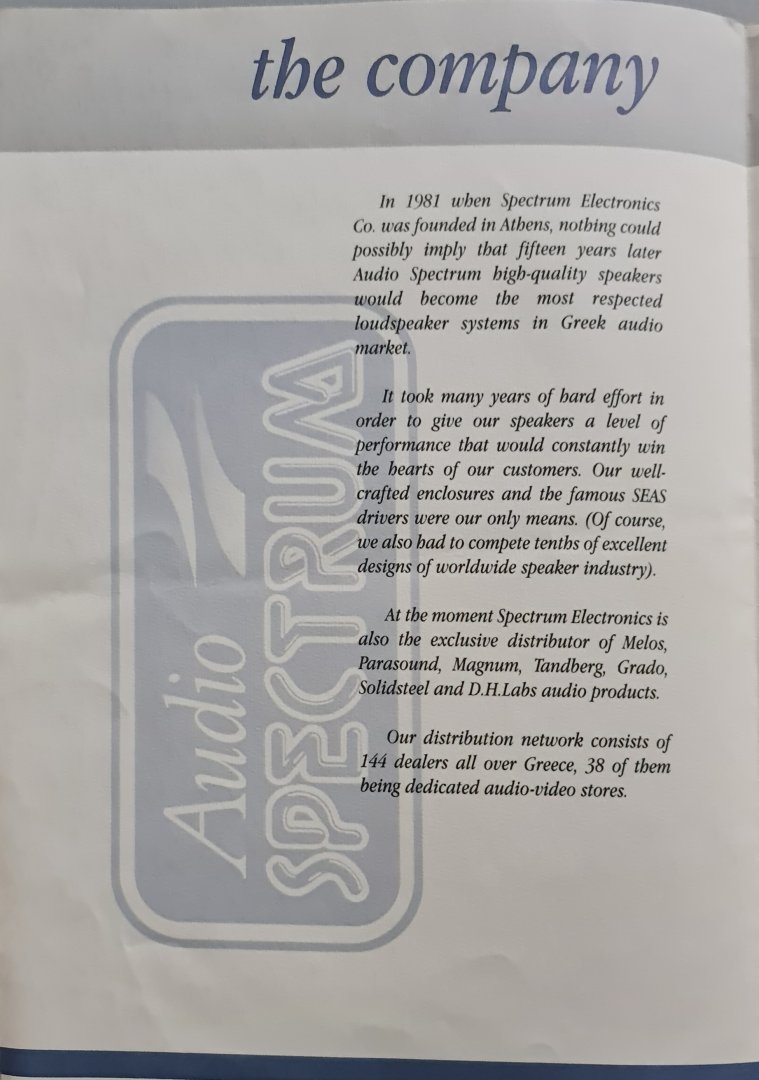 the company
In 1981 when Spectrum Electronics
Co. was founded in Athens, nothing could
possibly imply that fifteen years later
Audio Spectrum high-quality speakers
would become the most respected
loudspeaker systems in Greek audio
market.
It took many years of hard effort in
order to give our speakers a level of
performance that would constantly win
the hearts of our customers. Our well-
crafted enclosures and the famous SEAS
drivers were our only means. (Of course,
we also had to compete tenths of excellent
designs of worldwide speaker industry).
At the moment Spectrum Electronics is
also the exclusive distributor of Melos,
Parasound, Magnum, Tandberg, Grado,
Solidsteel and D.H.Labs audio products.
Our distribution network consists of
144 dealers all over Greece, 38 of them
being dedicated audio-video stores.
Audio
SPECTRUM